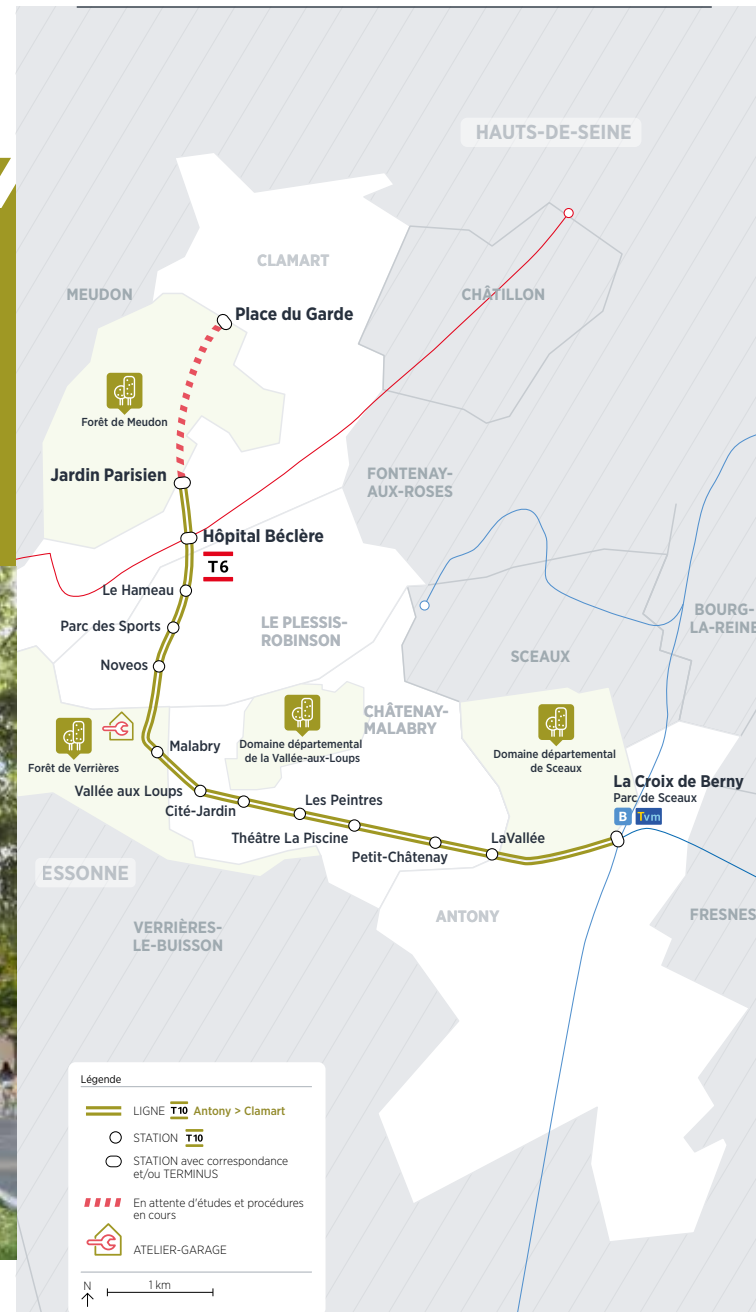 HAUTS-DE-SEINE
CLAMART
MEUDON
CHÂTILLON
Place du Garde
Forêt de Meudon
Jardin Parisien
FONTENAY-
AUX-ROSES
Hôpital Béclère
T6
Le Hameau
Parc des Sports
LE PLESSIS-
ROBINSON
BOURG-
LA-REINE
SCEAUX
Noveos
CHÂTENAY-
MALABRY
Malabry
Domaine départemental
de la Vallée-aux-Loups
Forêt de Verrières
Domaine départemental
de Sceaux
La Croix de Berny
Parc de Sceaux
B Tvm
Vallée aux Loups
Cité-Jardin
Les Peintres
Théâtre La Piscine
Petit-Châtenay
LaVallée
ESSONNE
ANTONY
FRESNES
VERRIÈRES-
LE-BUISSON
Légende
LIGNE T10 Antony > Clamart
STATION T10
STATION avec correspondance
et/ou TERMINUS
En attente d'études et procédures
en cours
ATELIER-GARAGE
N
1 km